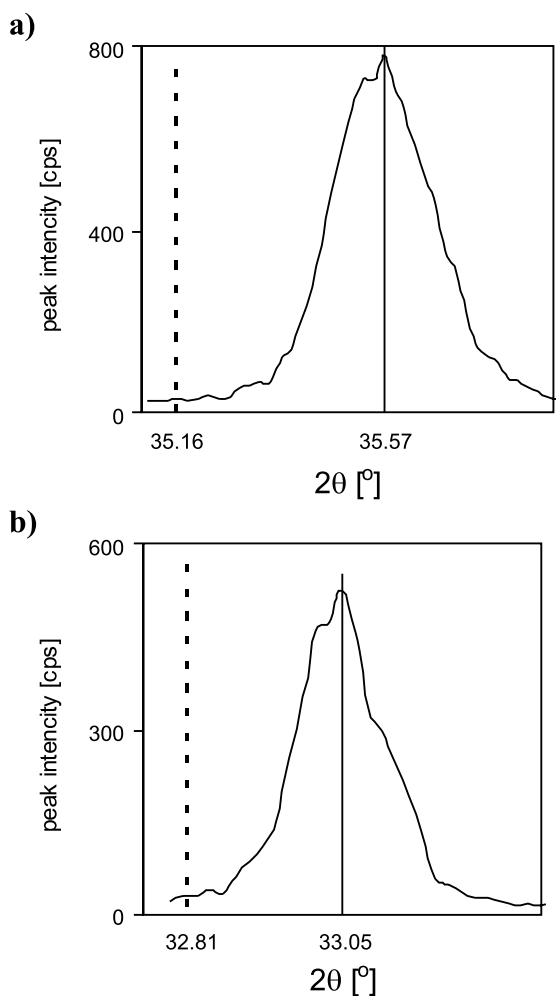 a)
800
400
0
peak intencity [cps]
35.16 35.57
2θ [º]
b)
600
300
0
peak intencity [cps]
32.81 33.05
2θ [º]